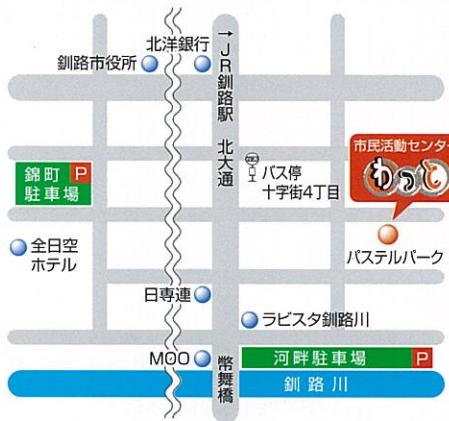 北洋銀行
釧路市役所
→JR釧路駅
北大通
市民活動センター
わっと
錦町
駐車場
P
バス停
十字街4丁目
全日空
ホテル
パステルパーク
日専連
ラビスタ釧路川
MOO
幣舞橋
河畔駐車場
P
釧路川